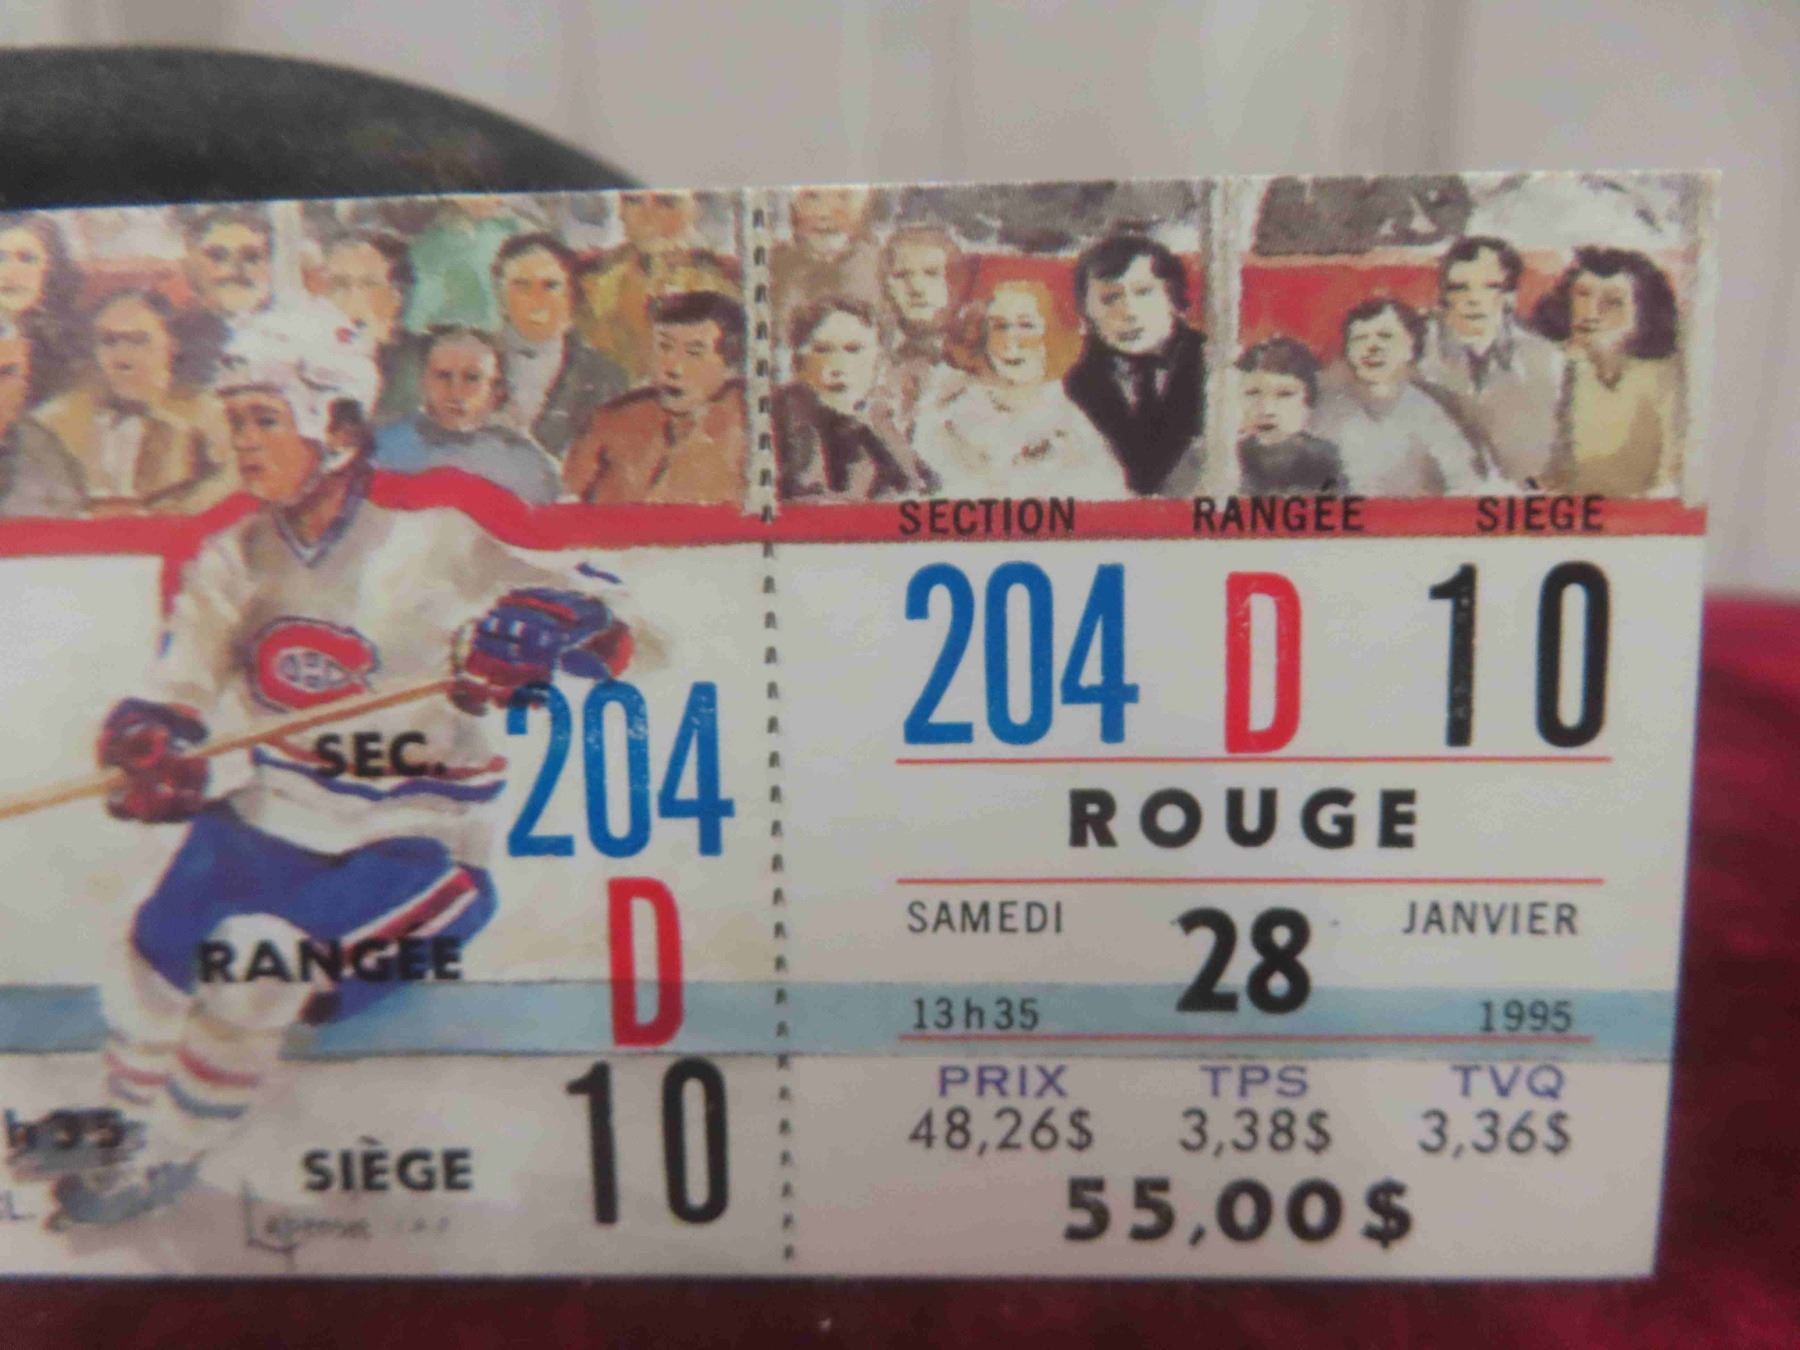 SEC. 204
RANGÉE D
SIÈGE 10
SECTION RANGÉE SIÈGE
204 D 10
ROUGE
SAMEDI 28 JANVIER
13h35 1995
PRIX TPS TVQ
48,26$ 3,38$ 3,36$
55,00$